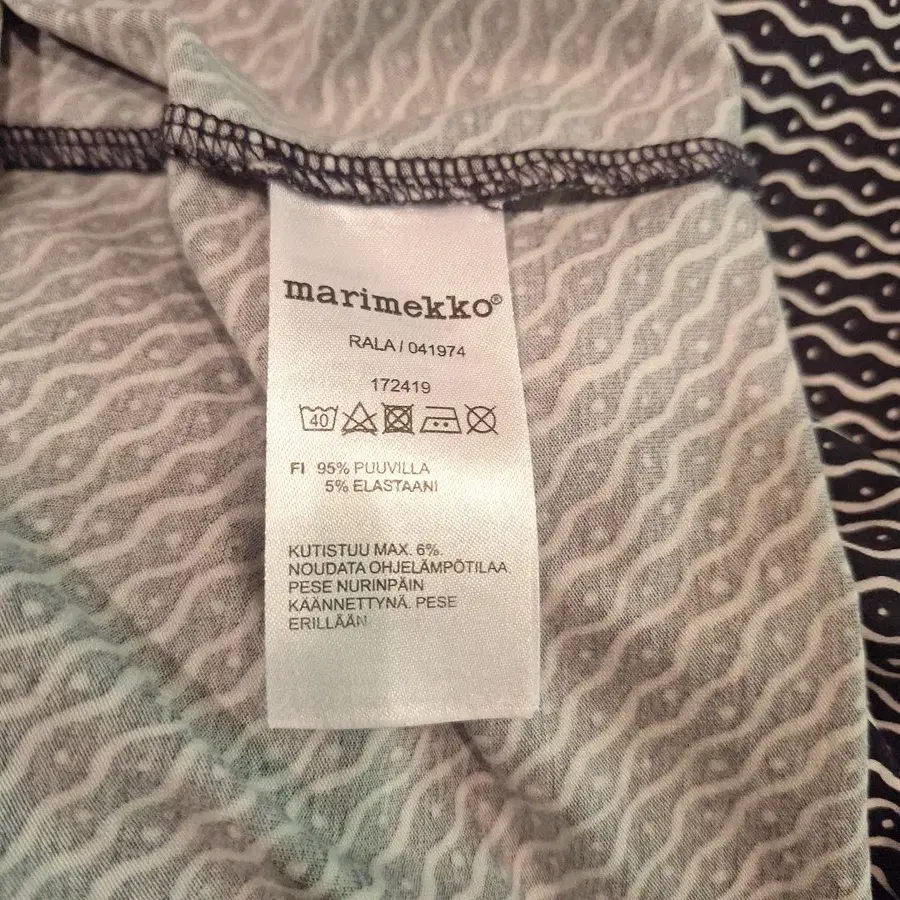 marimekko®
RALA / 041974
172419
40
FI 95% PUUVILLA
5% ELASTAANI
KUTISTUU MAX. 6%.
NOUDATA OHJELÄMPÖTILAA
PESE NURINPÄIN
KÄÄNNETTYNÄ. PESE
ERILLÄÄN